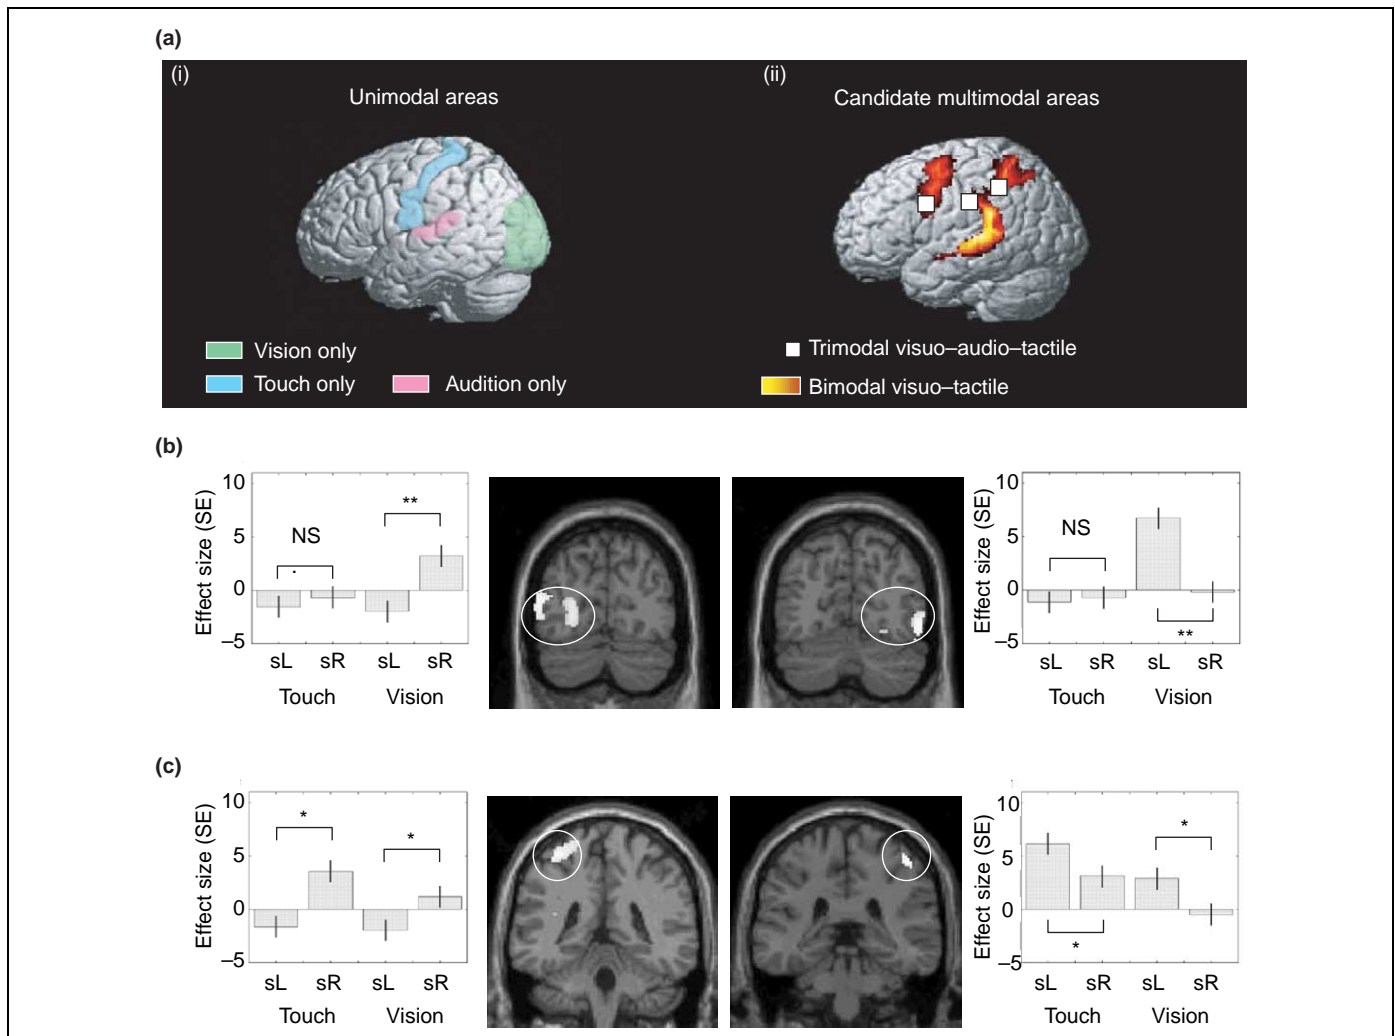 (a)
(i) (ii)
Unimodal areas Candidate multimodal areas
Vision only Trimodal visuo–audio–tactile
Touch only Audition only Bimodal visuo–tactile
(b)
10 10
** 
Effect size (SE) NS 5 Effect size (SE) NS 5
0 0
**
–5 –5
sL sR sL sR sL sR sL sR
Touch Vision Touch Vision
(c)
10 10
* * *
Effect size (SE) 5 Effect size (SE) 5
0 0
*
–5 –5
sL sR sL sR sL sR sL sR
Touch Vision Touch Vision